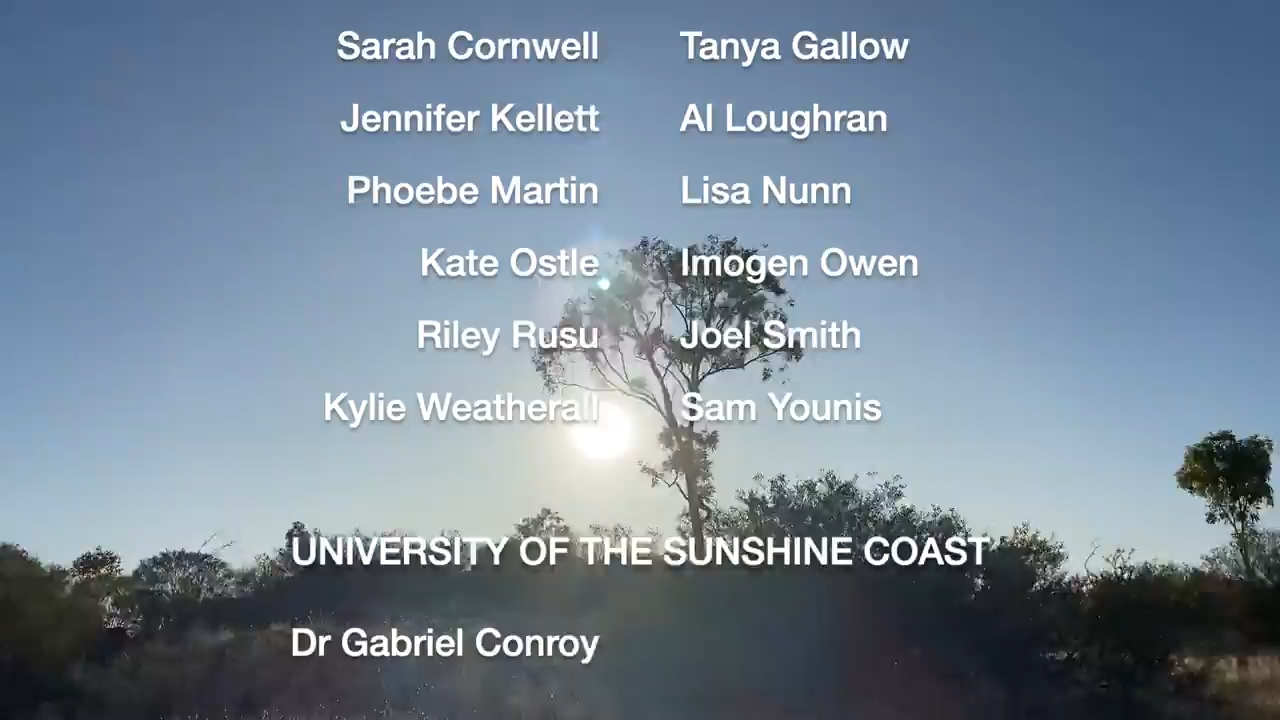 Sarah Cornwell Tanya Gallow
Jennifer Kellett Al Loughran
Phoebe Martin Lisa Nunn
Kate Ostle Imogen Owen
Riley Rusu Joel Smith
Kylie Weatherall Sam Younis
UNIVERSITY OF THE SUNSHINE COAST
Dr Gabriel Conroy